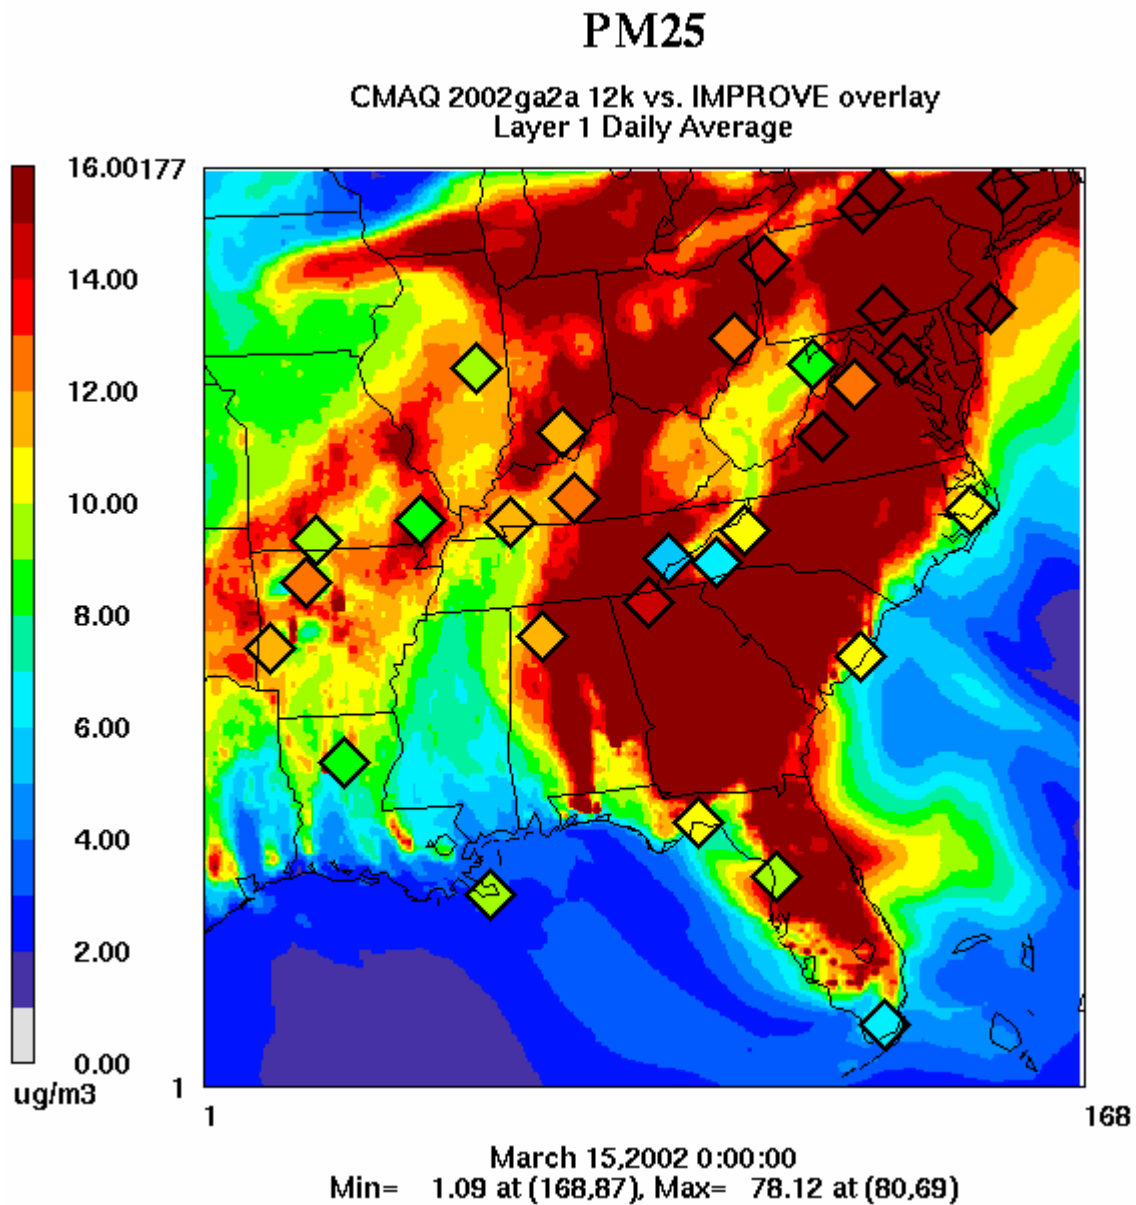 PM25
CMAQ 2002ga2a 12k vs. IMPROVE overlay
Layer 1 Daily Average
16.00
177
14.00
12.00
10.00
8.00
6.00
4.00
2.00
0.00
ug/m3
1
1
168
March 15,2002 0:00:00
Min= 1.09 at (168,87), Max= 78.12 at (80,69)